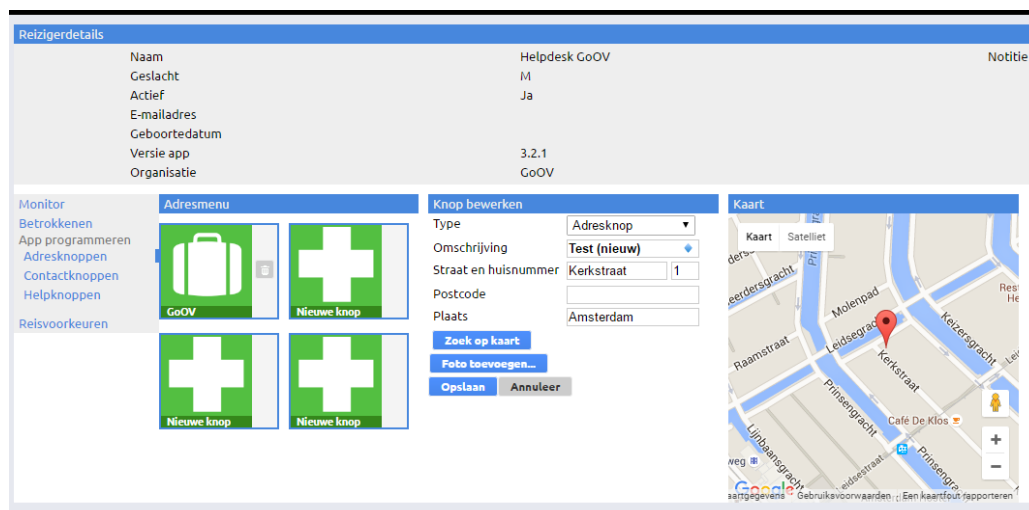 Reizigerdetails
Naam Helpdesk GoOV Notitie
Geslacht M
Actief Ja
E-mailadres
Geboortedatum
Versie app 3.2.1
Organisatie GoOV
Monitor
Betrokkenen
App programmeren
Adresknoppen
Contactknoppen
Helpknoppen
Reisvoorkeuren
Adresmenu
GoOV
Nieuwe knop
Nieuwe knop
Nieuwe knop
Knop bewerken
Type Adresknop
Omschrijving Test (nieuw)
Straat en huisnummer Kerkstraat 1
Postcode
Plaats Amsterdam
Zoek op kaart
Foto toevoegen...
Opslaan Annuleer
Kaart
Kaart Satelliet
Molenpad
Keizersgracht
Raamstraat
Kerkstraat
Prinsengracht
Café De Klos
Lijnbaansgracht
Google
Gebruiksvoorwaarden Een kaartfout rapporteren